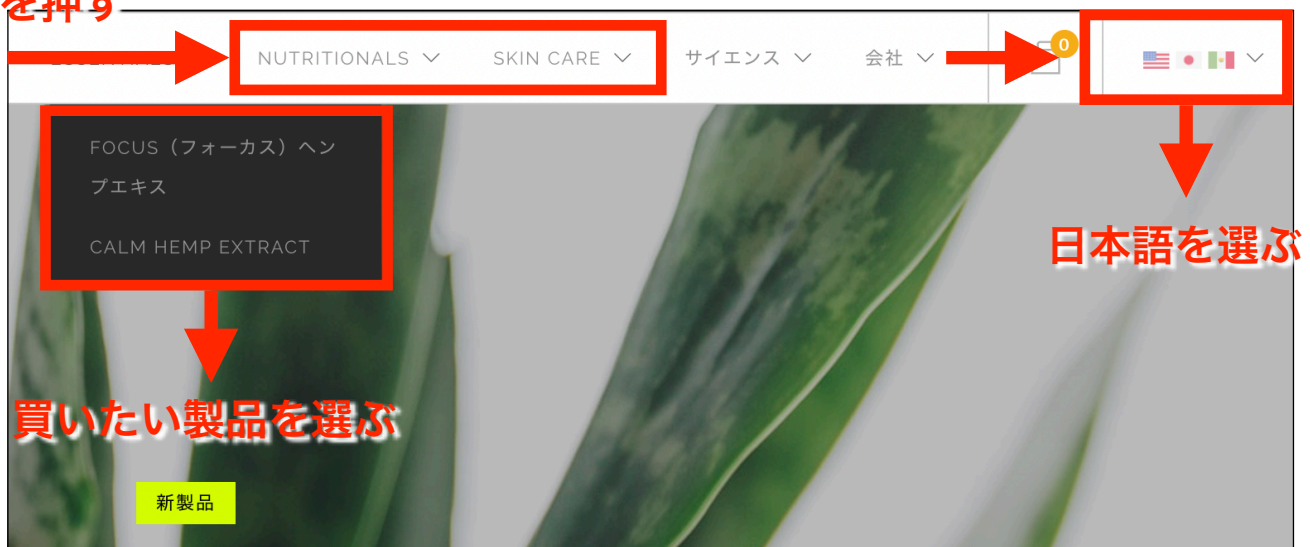 を押す
NUTRITIONALS
SKIN CARE
サイエンス
会社
0
FOCUS（フォーカス）ヘン
プエキス
CALM HEMP EXTRACT
日本語を選ぶ
買いたい製品を選ぶ
新製品